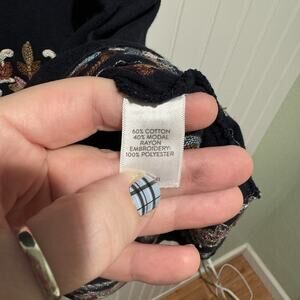 60% COTTON
40% MODAL
RAYON
EMBROIDERY:
100% POLYESTER